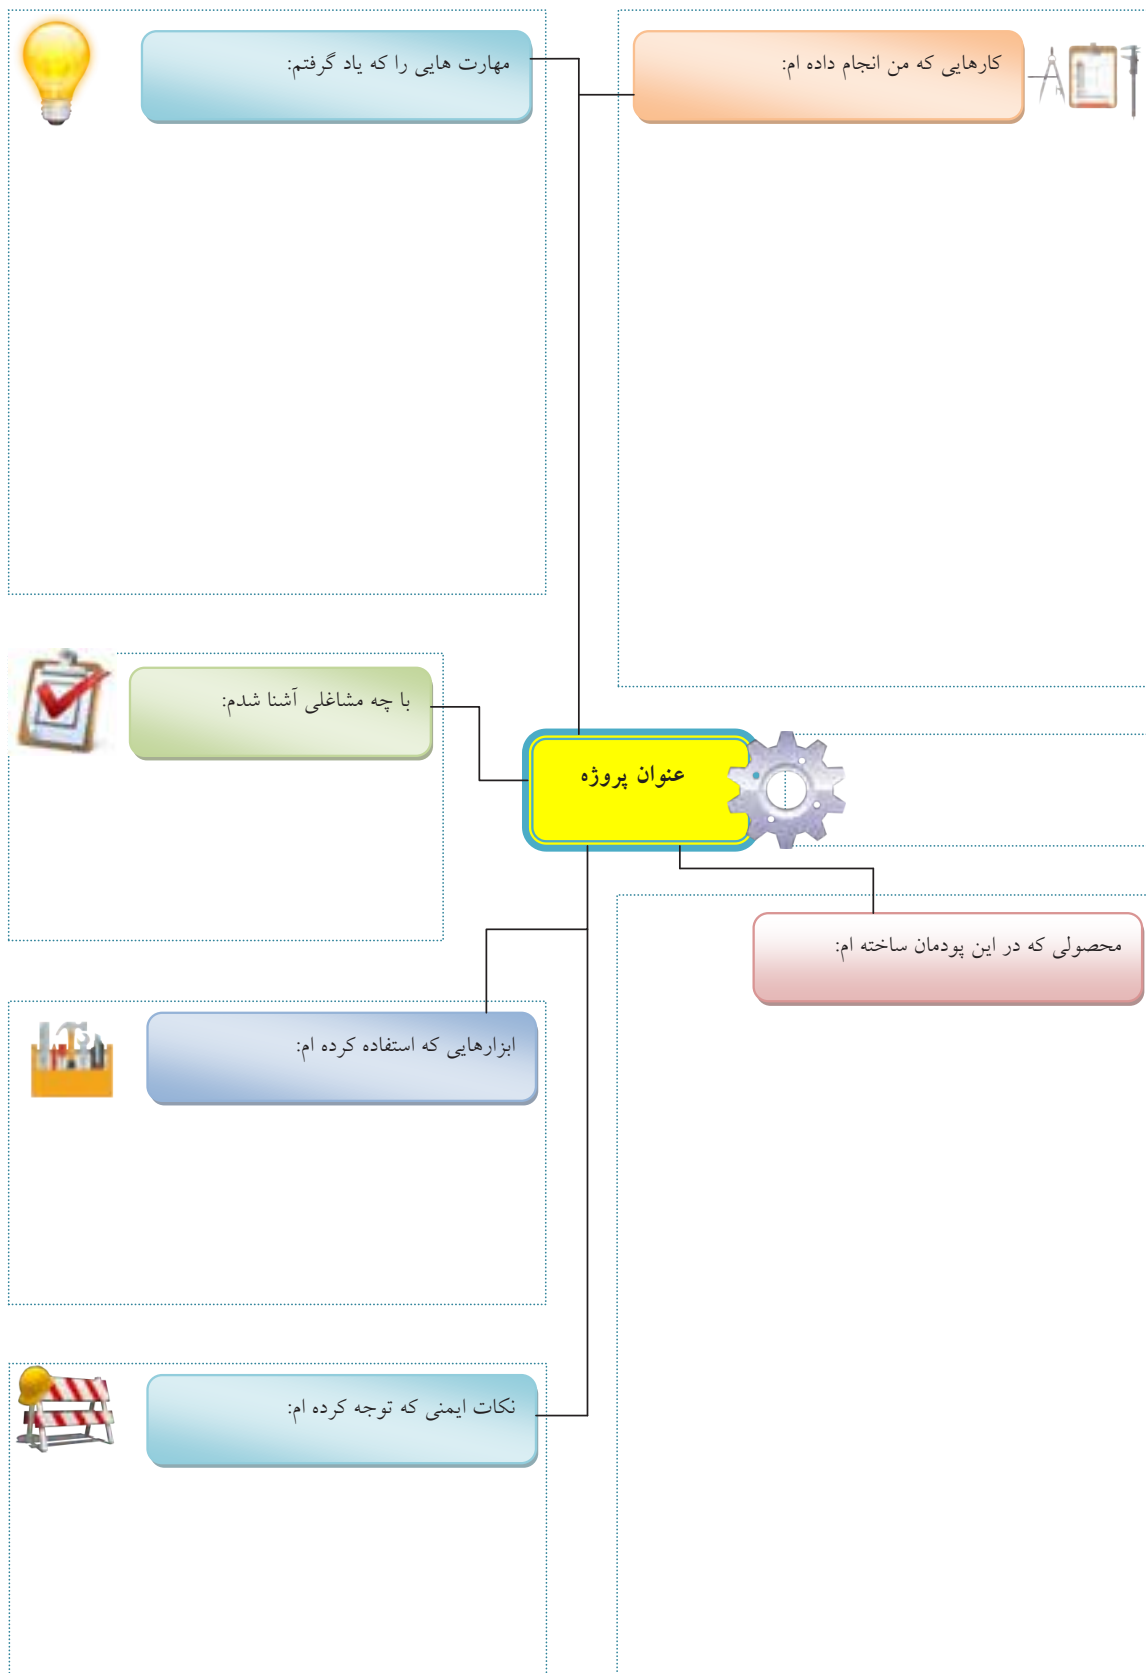 کارهایی که من انجام داده ام:
مهارت هایی را که یاد گرفتم:
با چه مشاغلی آشنا شدم:
عنوان پروژه
محصولی که در این پودمان ساخته ام:
ابزارهایی که استفاده کرده ام:
نکات ایمنی که توجه کرده ام: